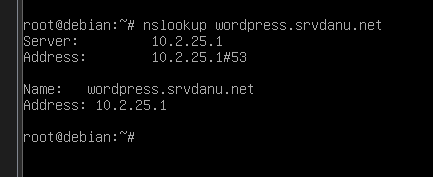 root@debian:~# nslookup wordpress.srvdanu.net
Server:         10.2.25.1
Address:        10.2.25.1#53
Name:   wordpress.srvdanu.net
Address: 10.2.25.1
root@debian:~#